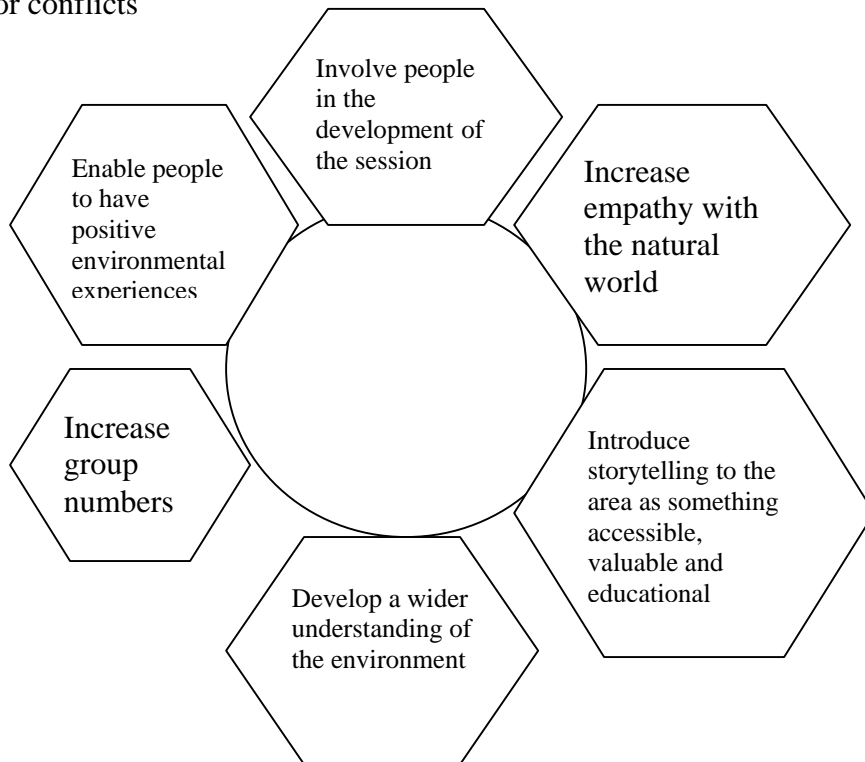 or conflicts
Involve people
in the
development of
the session
Enable people
to have
positive
environmental
experiences
Increase
empathy with
the natural
world
Increase
group
numbers
Introduce
storytelling to the
area as something
accessible,
valuable and
educational
Develop a wider
understanding of
the environment